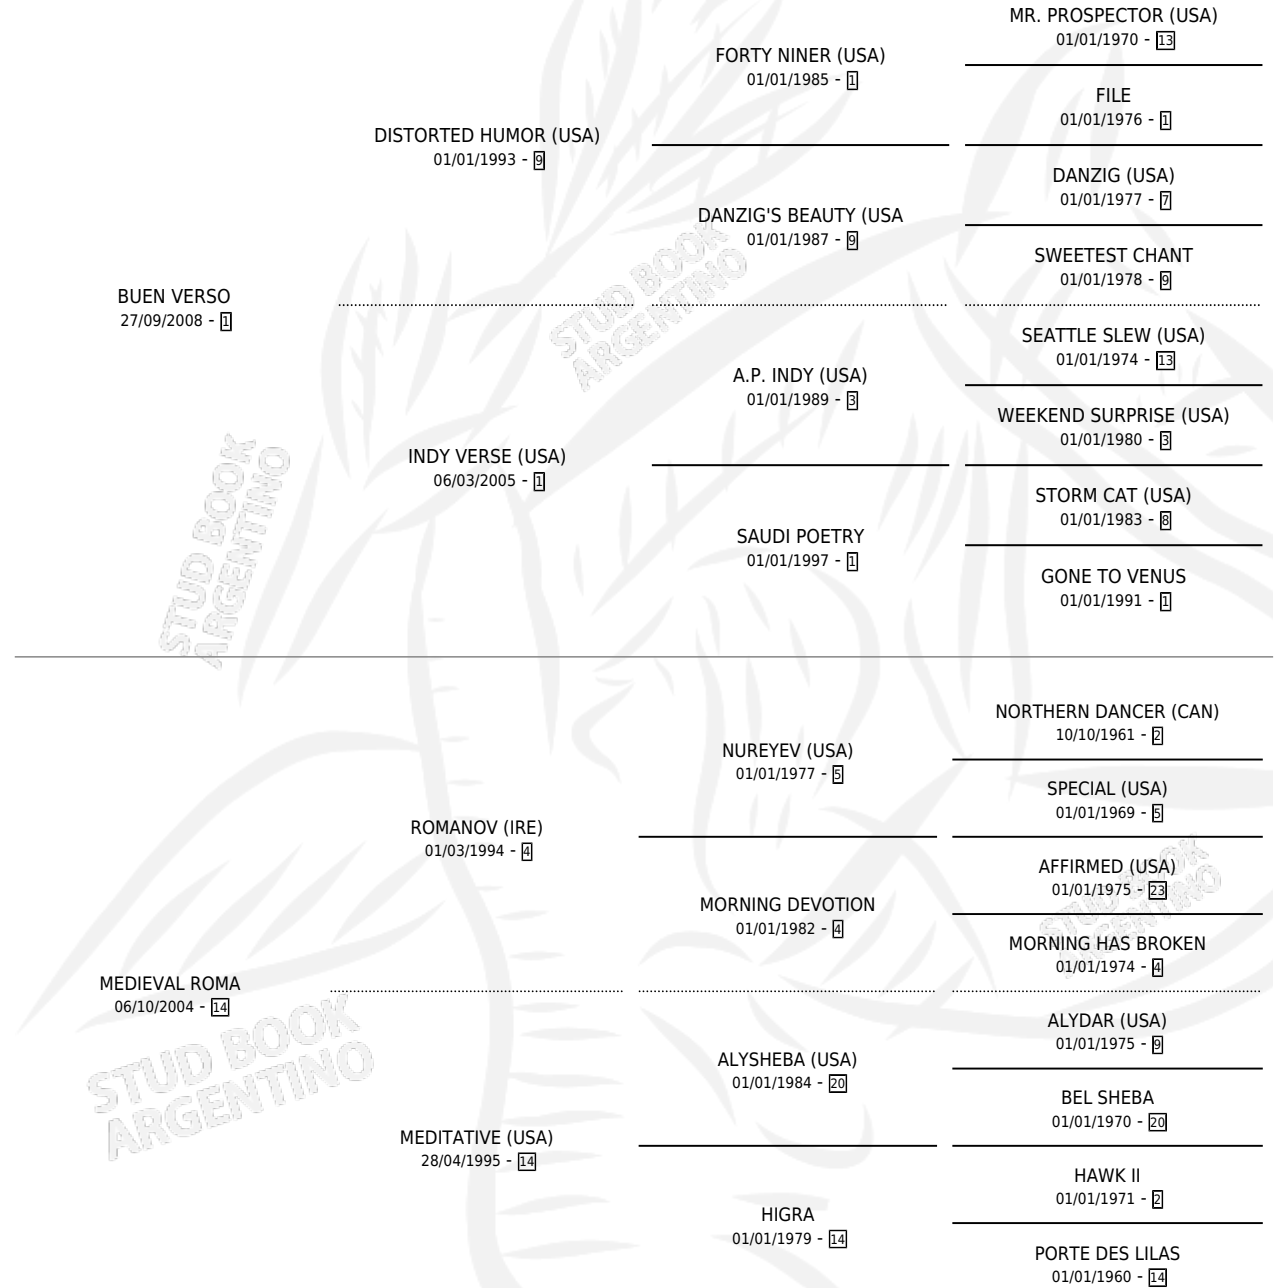 MR. PROSPECTOR (USA)
01/01/1970 - 13
FORTY NINER (USA)
01/01/1985 - 1
FILE
01/01/1976 - 1
DISTORTED HUMOR (USA)
01/01/1993 - 9
DANZIG (USA)
01/01/1977 - 7
DANZIG'S BEAUTY (USA
01/01/1987 - 9
SWEETEST CHANT
01/01/1978 - 9
BUEN VERSO
27/09/2008 - 1
STUD BOOK
ARGENTINO
SEATTLE SLEW (USA)
01/01/1974 - 13
A.P. INDY (USA)
01/01/1989 - 3
WEEKEND SURPRISE (USA)
01/01/1980 - 3
INDY VERSE (USA)
06/03/2005 - 1
STORM CAT (USA)
01/01/1983 - 8
SAUDI POETRY
01/01/1997 - 1
GONE TO VENUS
01/01/1991 - 1
STUD BOOK
ARGENTINO
NORTHERN DANCER (CAN)
10/10/1961 - 2
NUREYEV (USA)
01/01/1977 - 5
SPECIAL (USA)
01/01/1969 - 5
ROMANOV (IRE)
01/03/1994 - 4
AFFIRMED (USA)
01/01/1975 - 23
MORNING DEVOTION
01/01/1982 - 4
STUD BOOK
ARGENTINO
MORNING HAS BROKEN
01/01/1974 - 4
MEDIEVAL ROMA
06/10/2004 - 14
STUD BOOK
ARGENTINO
ALYDAR (USA)
01/01/1975 - 9
ALYSHEBA (USA)
01/01/1984 - 20
BEL SHEBA
01/01/1970 - 20
MEDITATIVE (USA)
28/04/1995 - 14
HAWK II
01/01/1971 - 2
HIGRA
01/01/1979 - 14
PORTE DES LILAS
01/01/1960 - 14